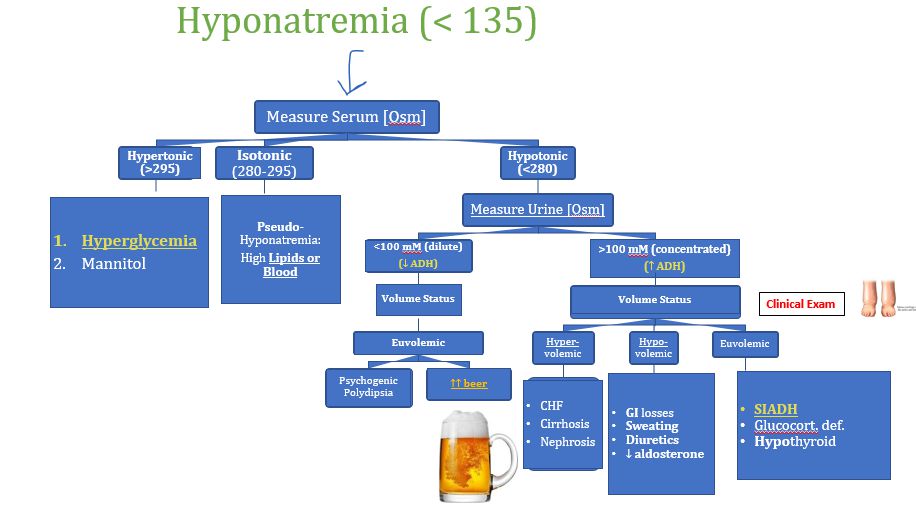 Hyponatremia (< 135)
Measure Serum [Osm]
Hypertonic
(>295)
Isotonic
(280-295)
Hypotonic
(<280)
1. Hyperglycemia
2. Mannitol
Pseudo-
Hyponatremia:
High Lipids or
Blood
Measure Urine [Osm]
<100 mM (dilute)
(↓ ADH)
>100 mM (concentrated)
(↑ ADH)
Volume Status
Volume Status
Clinical Exam
Euvolemic
Hyper-
volemic
Hypo-
volemic
Euvolemic
Psychogenic
Polydipsia
↑↑ beer
• CHF
• Cirrhosis
• Nephrosis
• GI losses
• Sweating
• Diuretics
• ↓ aldosterone
• SIADH
• Glucocort. def.
• Hypothyroid